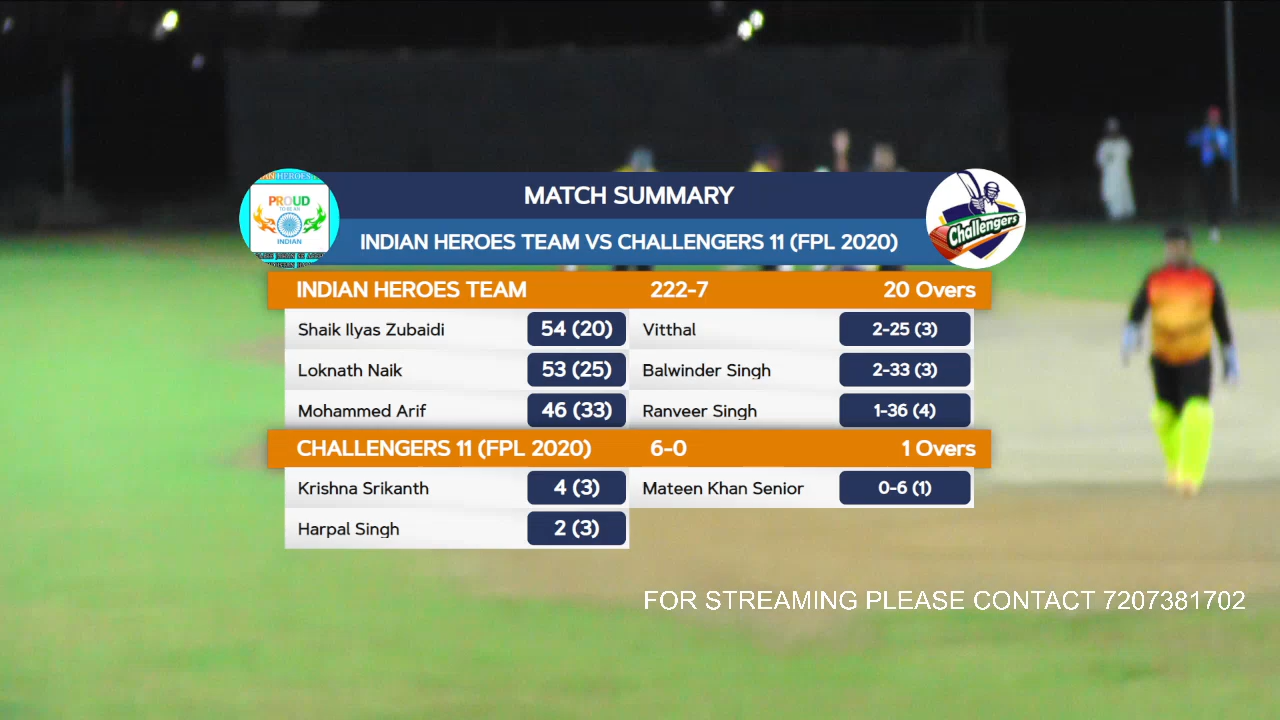 MATCH SUMMARY
INDIAN HEROES TEAM VS CHALLENGERS 11 (FPL 2020)
PROUD
TO BE AN
INDIAN
Challengers
INDIAN HEROES TEAM 222-7 20 Overs
Shaik Ilyas Zubaidi 54 (20) Vitthal 2-25 (3)
Loknath Naik 53 (25) Balwinder Singh 2-33 (3)
Mohammed Arif 46 (33) Ranveer Singh 1-36 (4)
CHALLENGERS 11 (FPL 2020) 6-0 1 Overs
Krishna Srikanth 4 (3) Mateen Khan Senior 0-6 (1)
Harpal Singh 2 (3)
FOR STREAMING PLEASE CONTACT 7207381702